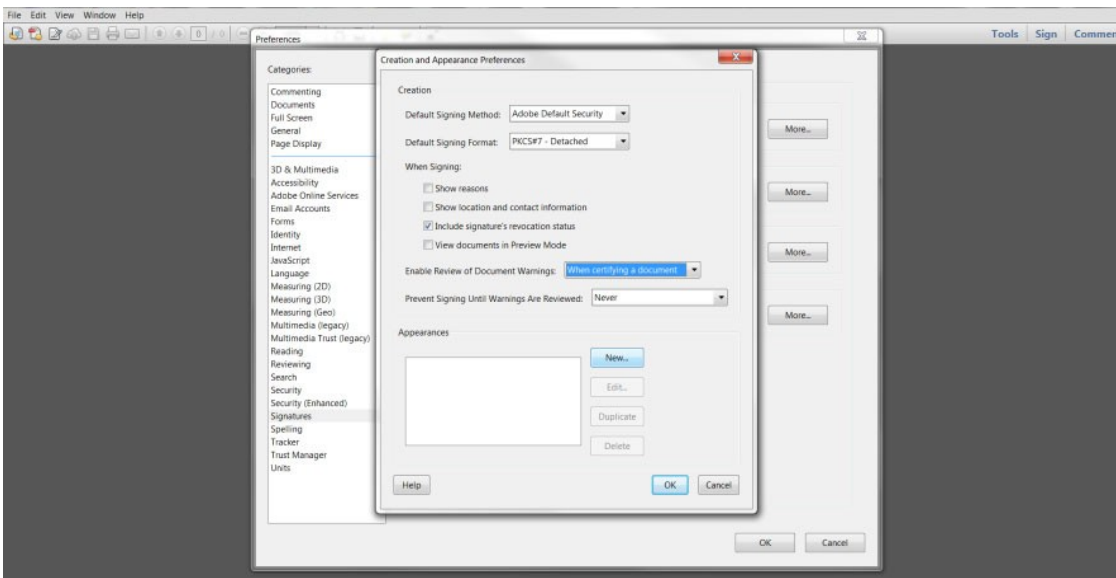 File Edit View Window Help
0 / 0
Tools Sign Commen
Preferences
Categories:
Commenting
Documents
Full Screen
General
Page Display
3D & Multimedia
Accessibility
Adobe Online Services
Email Accounts
Forms
Identity
Internet
JavaScript
Language
Measuring (2D)
Measuring (3D)
Measuring (Geo)
Multimedia (legacy)
Multimedia Trust (legacy)
Reading
Reviewing
Search
Security
Security (Enhanced)
Signatures
Spelling
Tracker
Trust Manager
Units
Creation and Appearance Preferences
Creation
Default Signing Method: Adobe Default Security
Default Signing Format: PKCS#7 - Detached
When Signing:
Show reasons
Show location and contact information
Include signature's revocation status
View documents in Preview Mode
Enable Review of Document Warnings: When certifying a document
Prevent Signing Until Warnings Are Reviewed: Never
Appearances
New...
Edit...
Duplicate
Delete
Help OK Cancel
More...
More...
More...
More...
OK Cancel